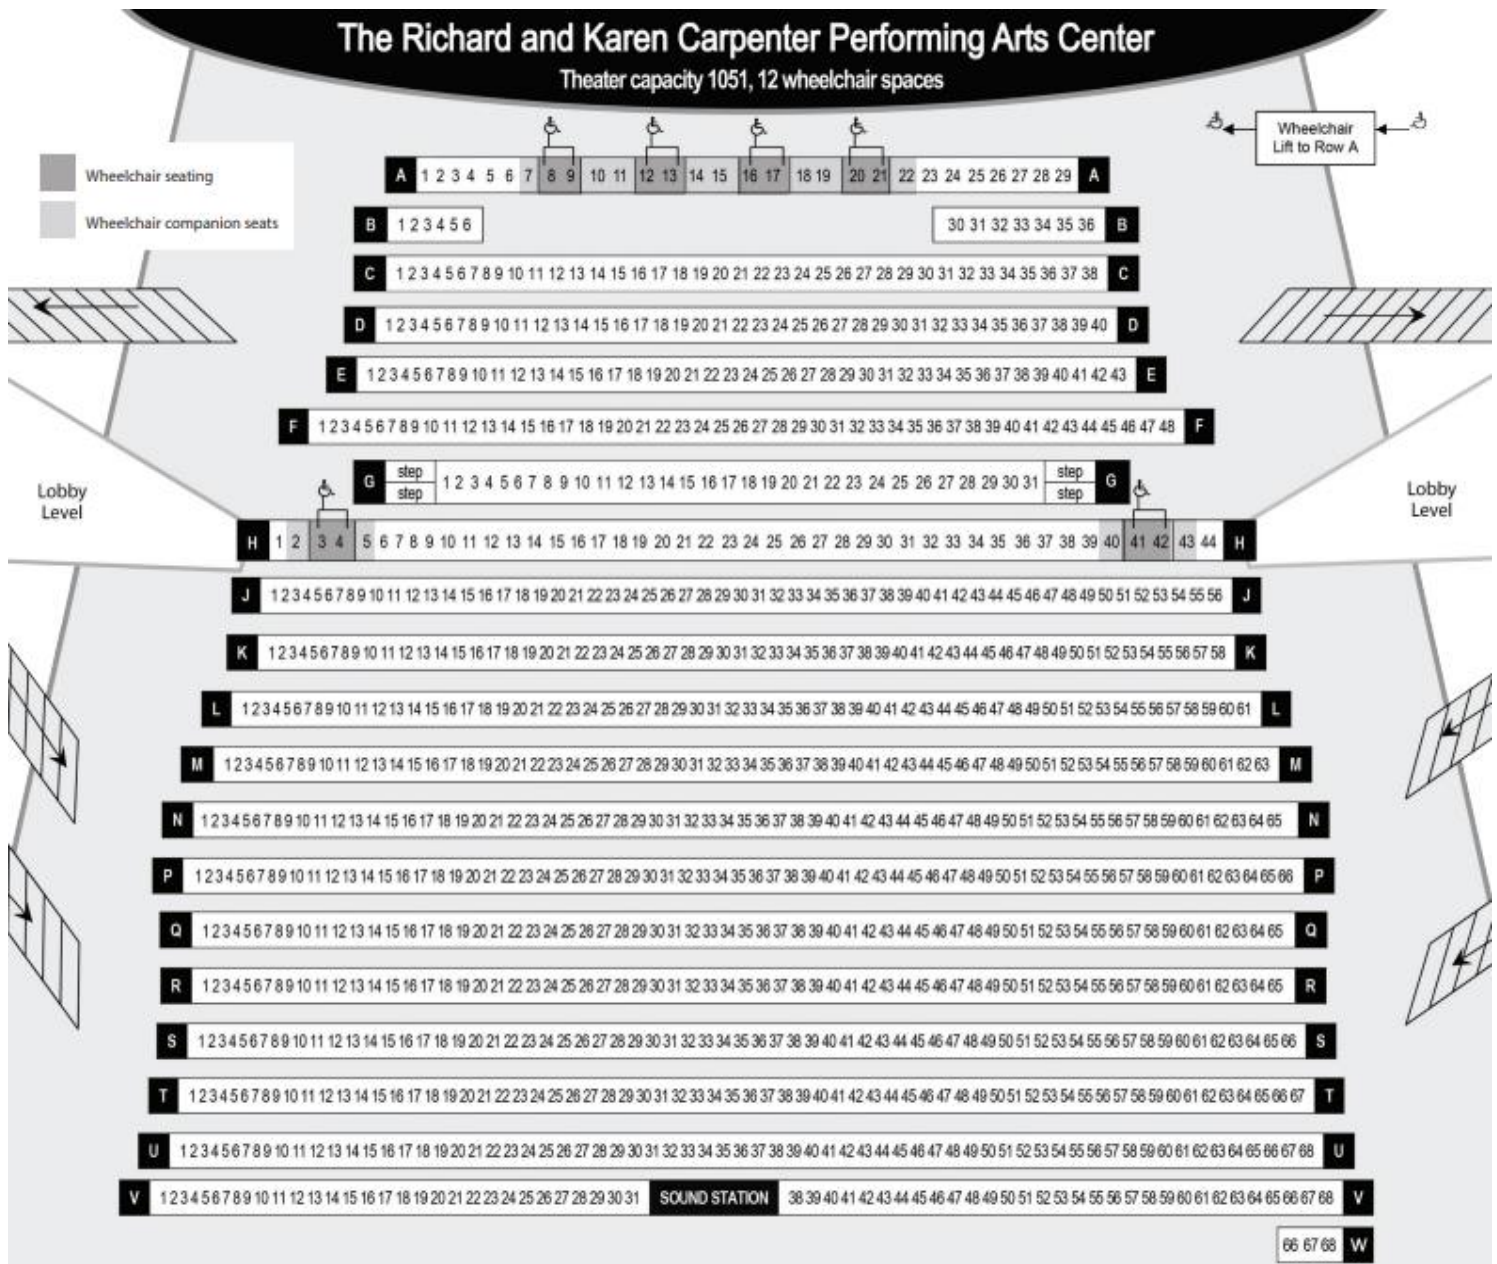 The Richard and Karen Carpenter Performing Arts Center
Theater capacity 1051, 12 wheelchair spaces
Wheelchair
Lift to Row A
Wheelchair seating
Wheelchair companion seats
A 1 2 3 4 5 6 7 8 9 10 11 12 13 14 15 16 17 18 19 20 21 22 23 24 25 26 27 28 29 A
B 1 2 3 4 5 6 30 31 32 33 34 35 36 B
C 1 2 3 4 5 6 7 8 9 10 11 12 13 14 15 16 17 18 19 20 21 22 23 24 25 26 27 28 29 30 31 32 33 34 35 36 37 38 C
D 1 2 3 4 5 6 7 8 9 10 11 12 13 14 15 16 17 18 19 20 21 22 23 24 25 26 27 28 29 30 31 32 33 34 35 36 37 38 39 40 D
E 1 2 3 4 5 6 7 8 9 10 11 12 13 14 15 16 17 18 19 20 21 22 23 24 25 26 27 28 29 30 31 32 33 34 35 36 37 38 39 40 41 42 43 E
F 1 2 3 4 5 6 7 8 9 10 11 12 13 14 15 16 17 18 19 20 21 22 23 24 25 26 27 28 29 30 31 32 33 34 35 36 37 38 39 40 41 42 43 44 45 46 47 48 F
Lobby
Level
G step step 1 2 3 4 5 6 7 8 9 10 11 12 13 14 15 16 17 18 19 20 21 22 23 24 25 26 27 28 29 30 31 step step G
Lobby
Level
H 1 2 3 4 5 6 7 8 9 10 11 12 13 14 15 16 17 18 19 20 21 22 23 24 25 26 27 28 29 30 31 32 33 34 35 36 37 38 39 40 41 42 43 44 H
J 1 2 3 4 5 6 7 8 9 10 11 12 13 14 15 16 17 18 19 20 21 22 23 24 25 26 27 28 29 30 31 32 33 34 35 36 37 38 39 40 41 42 43 44 45 46 47 48 49 50 51 52 53 54 55 56 J
K 1 2 3 4 5 6 7 8 9 10 11 12 13 14 15 16 17 18 19 20 21 22 23 24 25 26 27 28 29 30 31 32 33 34 35 36 37 38 39 40 41 42 43 44 45 46 47 48 49 50 51 52 53 54 55 56 57 58 K
L 1 2 3 4 5 6 7 8 9 10 11 12 13 14 15 16 17 18 19 20 21 22 23 24 25 26 27 28 29 30 31 32 33 34 35 36 37 38 39 40 41 42 43 44 45 46 47 48 49 50 51 52 53 54 55 56 57 58 59 60 61 L
M 1 2 3 4 5 6 7 8 9 10 11 12 13 14 15 16 17 18 19 20 21 22 23 24 25 26 27 28 29 30 31 32 33 34 35 36 37 38 39 40 41 42 43 44 45 46 47 48 49 50 51 52 53 54 55 56 57 58 59 60 61 62 63 M
N 1 2 3 4 5 6 7 8 9 10 11 12 13 14 15 16 17 18 19 20 21 22 23 24 25 26 27 28 29 30 31 32 33 34 35 36 37 38 39 40 41 42 43 44 45 46 47 48 49 50 51 52 53 54 55 56 57 58 59 60 61 62 63 64 65 N
P 1 2 3 4 5 6 7 8 9 10 11 12 13 14 15 16 17 18 19 20 21 22 23 24 25 26 27 28 29 30 31 32 33 34 35 36 37 38 39 40 41 42 43 44 45 46 47 48 49 50 51 52 53 54 55 56 57 58 59 60 61 62 63 64 65 66 P
Q 1 2 3 4 5 6 7 8 9 10 11 12 13 14 15 16 17 18 19 20 21 22 23 24 25 26 27 28 29 30 31 32 33 34 35 36 37 38 39 40 41 42 43 44 45 46 47 48 49 50 51 52 53 54 55 56 57 58 59 60 61 62 63 64 65 Q
R 1 2 3 4 5 6 7 8 9 10 11 12 13 14 15 16 17 18 19 20 21 22 23 24 25 26 27 28 29 30 31 32 33 34 35 36 37 38 39 40 41 42 43 44 45 46 47 48 49 50 51 52 53 54 55 56 57 58 59 60 61 62 63 64 65 R
S 1 2 3 4 5 6 7 8 9 10 11 12 13 14 15 16 17 18 19 20 21 22 23 24 25 26 27 28 29 30 31 32 33 34 35 36 37 38 39 40 41 42 43 44 45 46 47 48 49 50 51 52 53 54 55 56 57 58 59 60 61 62 63 64 65 66 S
T 1 2 3 4 5 6 7 8 9 10 11 12 13 14 15 16 17 18 19 20 21 22 23 24 25 26 27 28 29 30 31 32 33 34 35 36 37 38 39 40 41 42 43 44 45 46 47 48 49 50 51 52 53 54 55 56 57 58 59 60 61 62 63 64 65 66 67 T
U 1 2 3 4 5 6 7 8 9 10 11 12 13 14 15 16 17 18 19 20 21 22 23 24 25 26 27 28 29 30 31 32 33 34 35 36 37 38 39 40 41 42 43 44 45 46 47 48 49 50 51 52 53 54 55 56 57 58 59 60 61 62 63 64 65 66 67 68 U
V 1 2 3 4 5 6 7 8 9 10 11 12 13 14 15 16 17 18 19 20 21 22 23 24 25 26 27 28 29 30 31 SOUND STATION 38 39 40 41 42 43 44 45 46 47 48 49 50 51 52 53 54 55 56 57 58 59 60 61 62 63 64 65 66 67 68 V
66 67 68 W